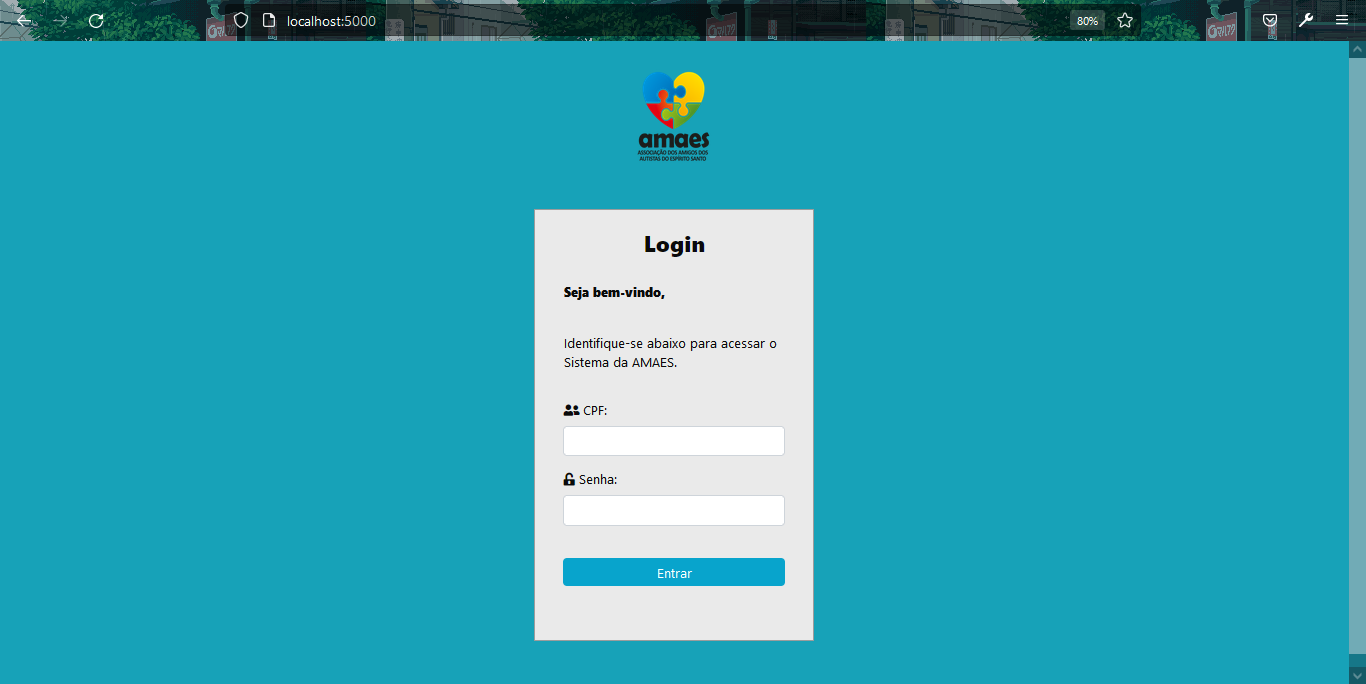 localhost:5000
80%
amaes
ASSOCIAÇÃO DOS AMIGOS DOS
AUTISTAS DO ESPÍRITO SANTO
Login
Seja bem-vindo,
Identifique-se abaixo para acessar o
Sistema da AMAES.
CPF:
Senha:
Entrar